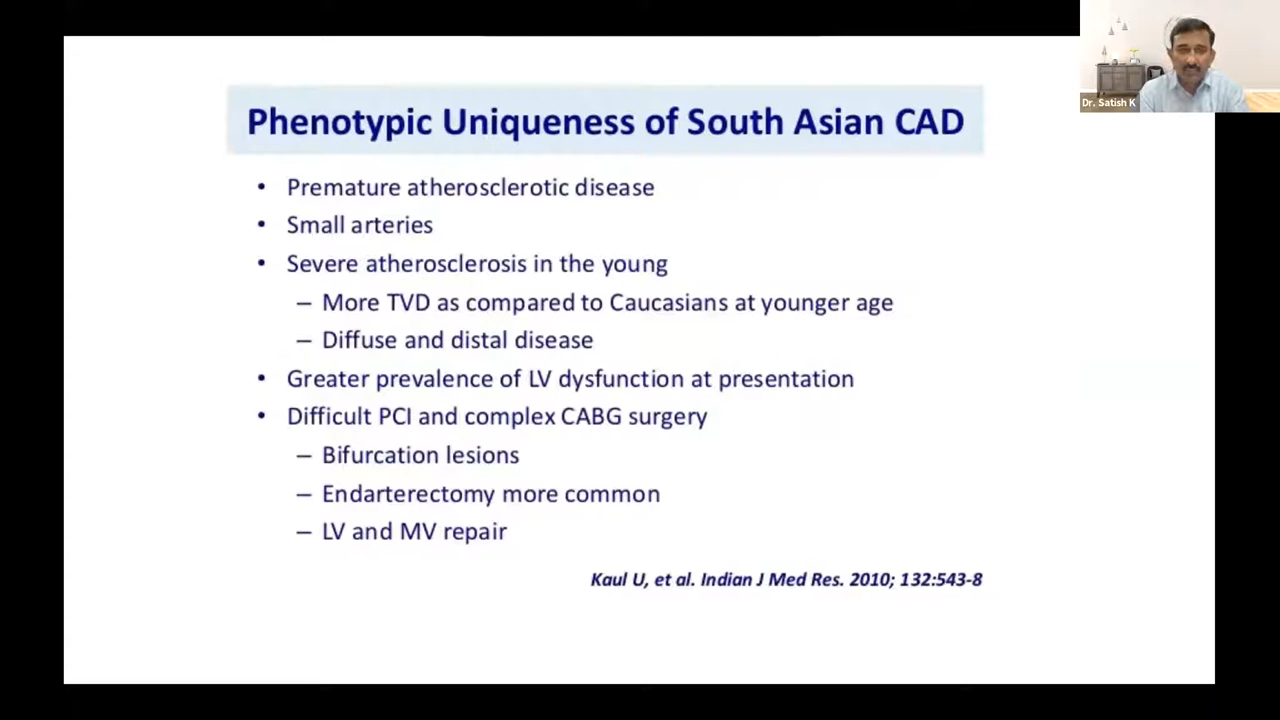 Dr. Satish K
Phenotypic Uniqueness of South Asian CAD
• Premature atherosclerotic disease
• Small arteries
• Severe atherosclerosis in the young
– More TVD as compared to Caucasians at younger age
– Diffuse and distal disease
• Greater prevalence of LV dysfunction at presentation
• Difficult PCI and complex CABG surgery
– Bifurcation lesions
– Endarterectomy more common
– LV and MV repair
Kaul U, et al. Indian J Med Res. 2010; 132:543-8